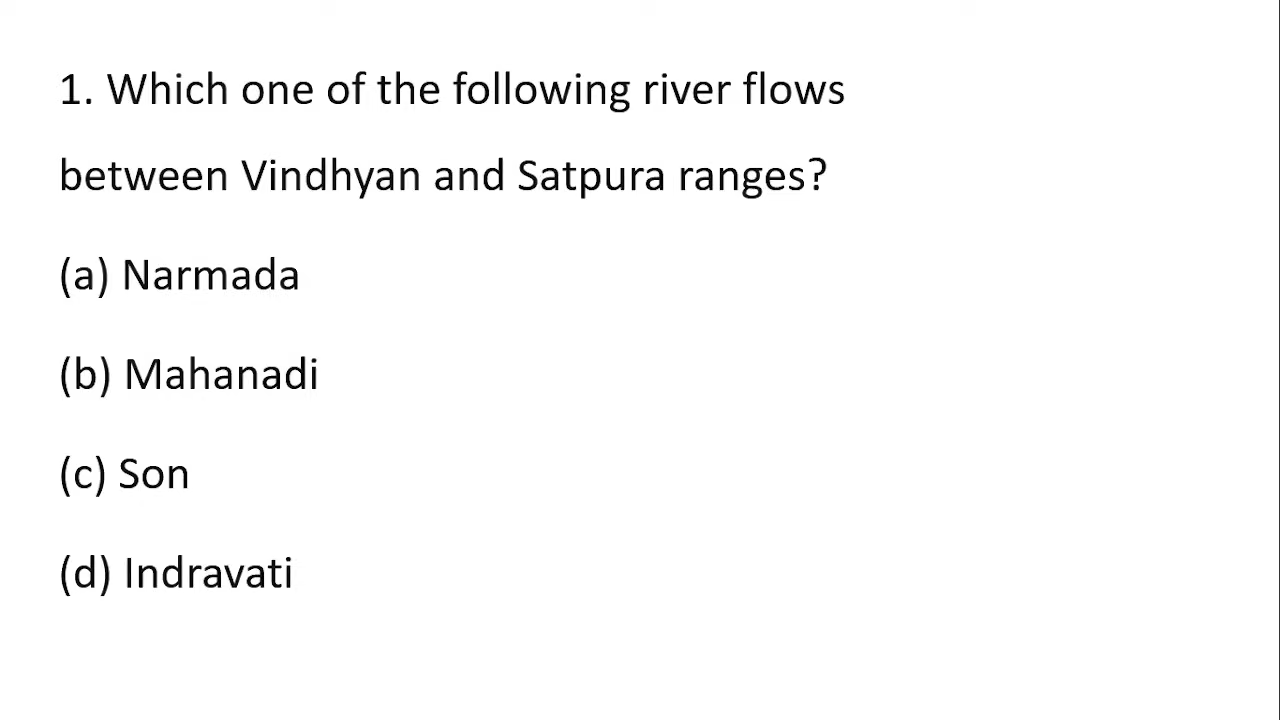 1. Which one of the following river flows
between Vindhyan and Satpura ranges?
(a) Narmada
(b) Mahanadi
(c) Son
(d) Indravati